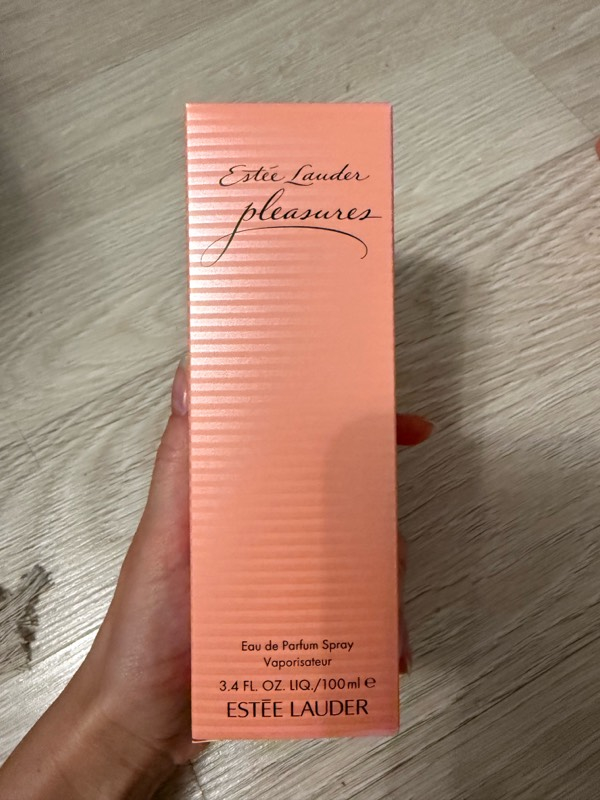 Estée Lauder
pleasures
Eau de Parfum Spray
Vaporisateur
3.4 FL. OZ. LIQ./100 ml ℮
ESTĒE LAUDER